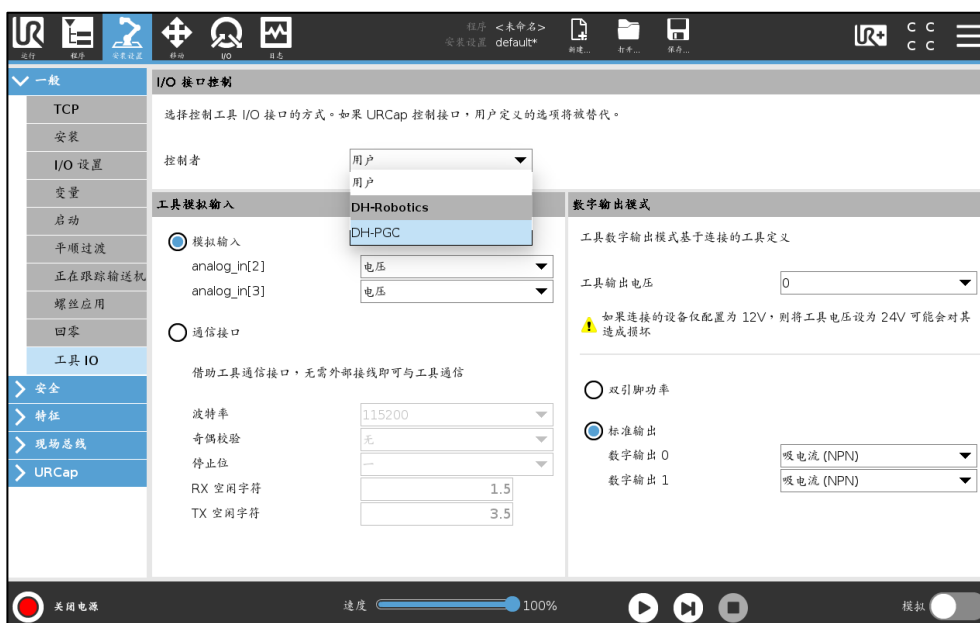 UR
程序 <未命名>
安装设置 default*
UR+
C C
C C
运行
程序
安装设置
移动
I/O
日志
新建...
打开...
保存...
一般
TCP
安装
I/O 设置
变量
启动
平顺过渡
正在跟踪输送机
螺丝应用
回零
工具 IO
安全
特征
现场总线
URCap
I/O 接口控制
选择控制工具 I/O 接口的方式。如果 URCap 控制接口，用户定义的选项将被替代。
控制者
用户
用户
DH-Robotics
DH-PGC
工具模拟输入
模拟输入
analog_in[2] 电压
analog_in[3] 电压
通信接口
借助工具通信接口，无需外部接线即可与工具通信
波特率 115200
奇偶校验 无
停止位 一
RX 空闲字符 1.5
TX 空闲字符 3.5
数字输出模式
工具数字输出模式基于连接的工具定义
工具输出电压 0
如果连接的设备仅配置为 12V，则将工具电压设为 24V 可能会对其
造成损坏
双引脚功率
标准输出
数字输出 0 吸电流 (NPN)
数字输出 1 吸电流 (NPN)
关闭电源
速度 100%
模拟